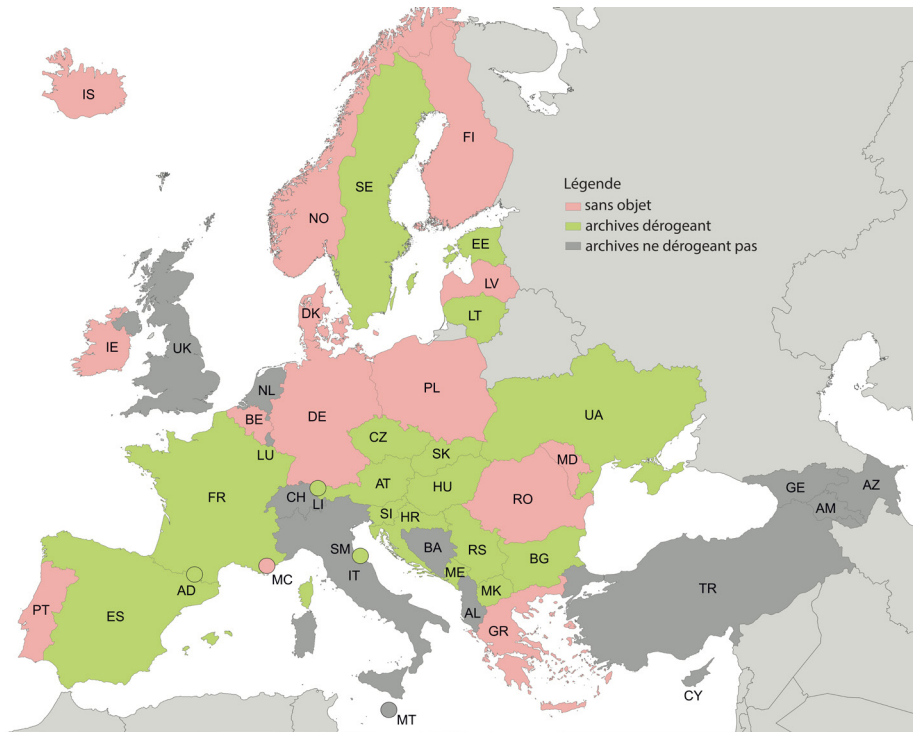 IS
FI
SE
NO
Légende
sans objet
archives dérogeant
archives ne dérogeant pas
EE
LV
LT
DK
IE
UK
NL
PL
BE
DE
UA
LU
CZ
SK
MD
FR
AT
HU
CH
LI
RO
GE
AZ
AM
SI
HR
BA
RS
BG
SM
IT
ME
MK
MC
AD
TR
PT
ES
AL
GR
CY
MT